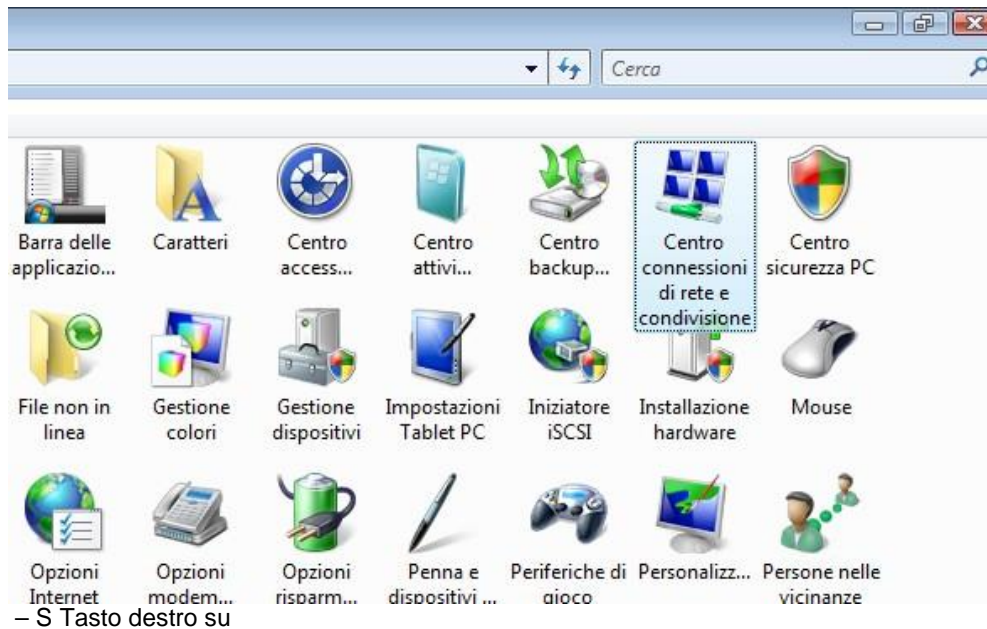 Cerca
Barra delle applicazio...
Caratteri
Centro access...
Centro attivi...
Centro backup...
Centro connessioni di rete e condivisione
Centro sicurezza PC
File non in linea
Gestione colori
Gestione dispositivi
Impostazioni Tablet PC
Iniziatore iSCSI
Installazione hardware
Mouse
Opzioni Internet
Opzioni modem...
Opzioni risparm...
Penna e dispositivi ...
Periferiche di gioco
Personalizz...
Persone nelle vicinanze
– S Tasto destro su